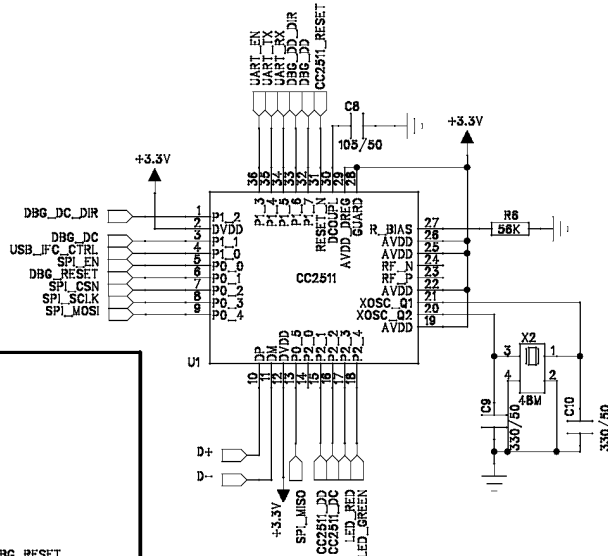 UART_EN
UART_TX
UART_RX
DBG_DD_DIR
DBG_DD
CC2511_RESET
C8
105/50
+3.3V
+3.3V
36
35
34
33
32
31
30
29
28
P1_3
P1_4
P1_5
P1_6
P1_7
RESET_N
DCOUPL
AVDD_DREG
GUARD
DBG_DC_DIR
1
P1_2
2
DVDD
DBG_DC
3
P1_1
USB_IFC_CTRL
4
P1_0
SPI_EN
5
P0_0
DBG_RESET
6
P0_1
SPI_CSN
7
P0_2
SPI_SCLK
8
P0_3
SPI_MOSI
9
P0_4
CC2511
R_BIAS
27
R6
56K
AVDD
26
AVDD
25
RF_N
24
RF_P
23
AVDD
22
XOSC_Q1
21
XOSC_Q2
20
AVDD
19
U1
DP
DM
DVDD
P0_5
P2_0
P2_1
P2_2
P2_3
P2_4
10
11
12
13
14
15
16
17
18
X2
3
1
4
2
48M
C9
330/50
C10
330/50
D+
D-
+3.3V
SPI_MISO
CC2511_DD
CC2511_DC
LED_RED
LED_GREEN
BG_RESET